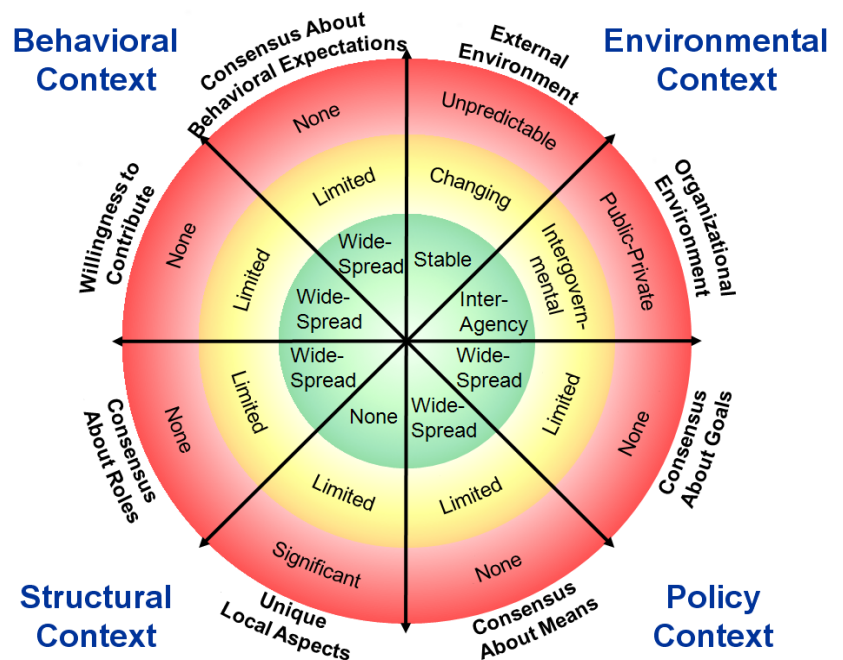 Behavioral
Context
Consensus About
Behavioral Expectations
External
Environment
Environmental
Context
None
Unpredictable
Limited
Changing
Wide-
Spread
Stable
Willingness to
Contribute
None
Limited
Wide-
Spread
Inter-
Agency
Intergovern-
mental
Public-Private
Organizational
Environment
Consensus
About Roles
None
Limited
Wide-
Spread
Wide-
Spread
Limited
None
Consensus
About Goals
None
Wide-
Spread
Limited
Limited
Significant
None
Unique
Local Aspects
Consensus
About Means
Structural
Context
Policy
Context